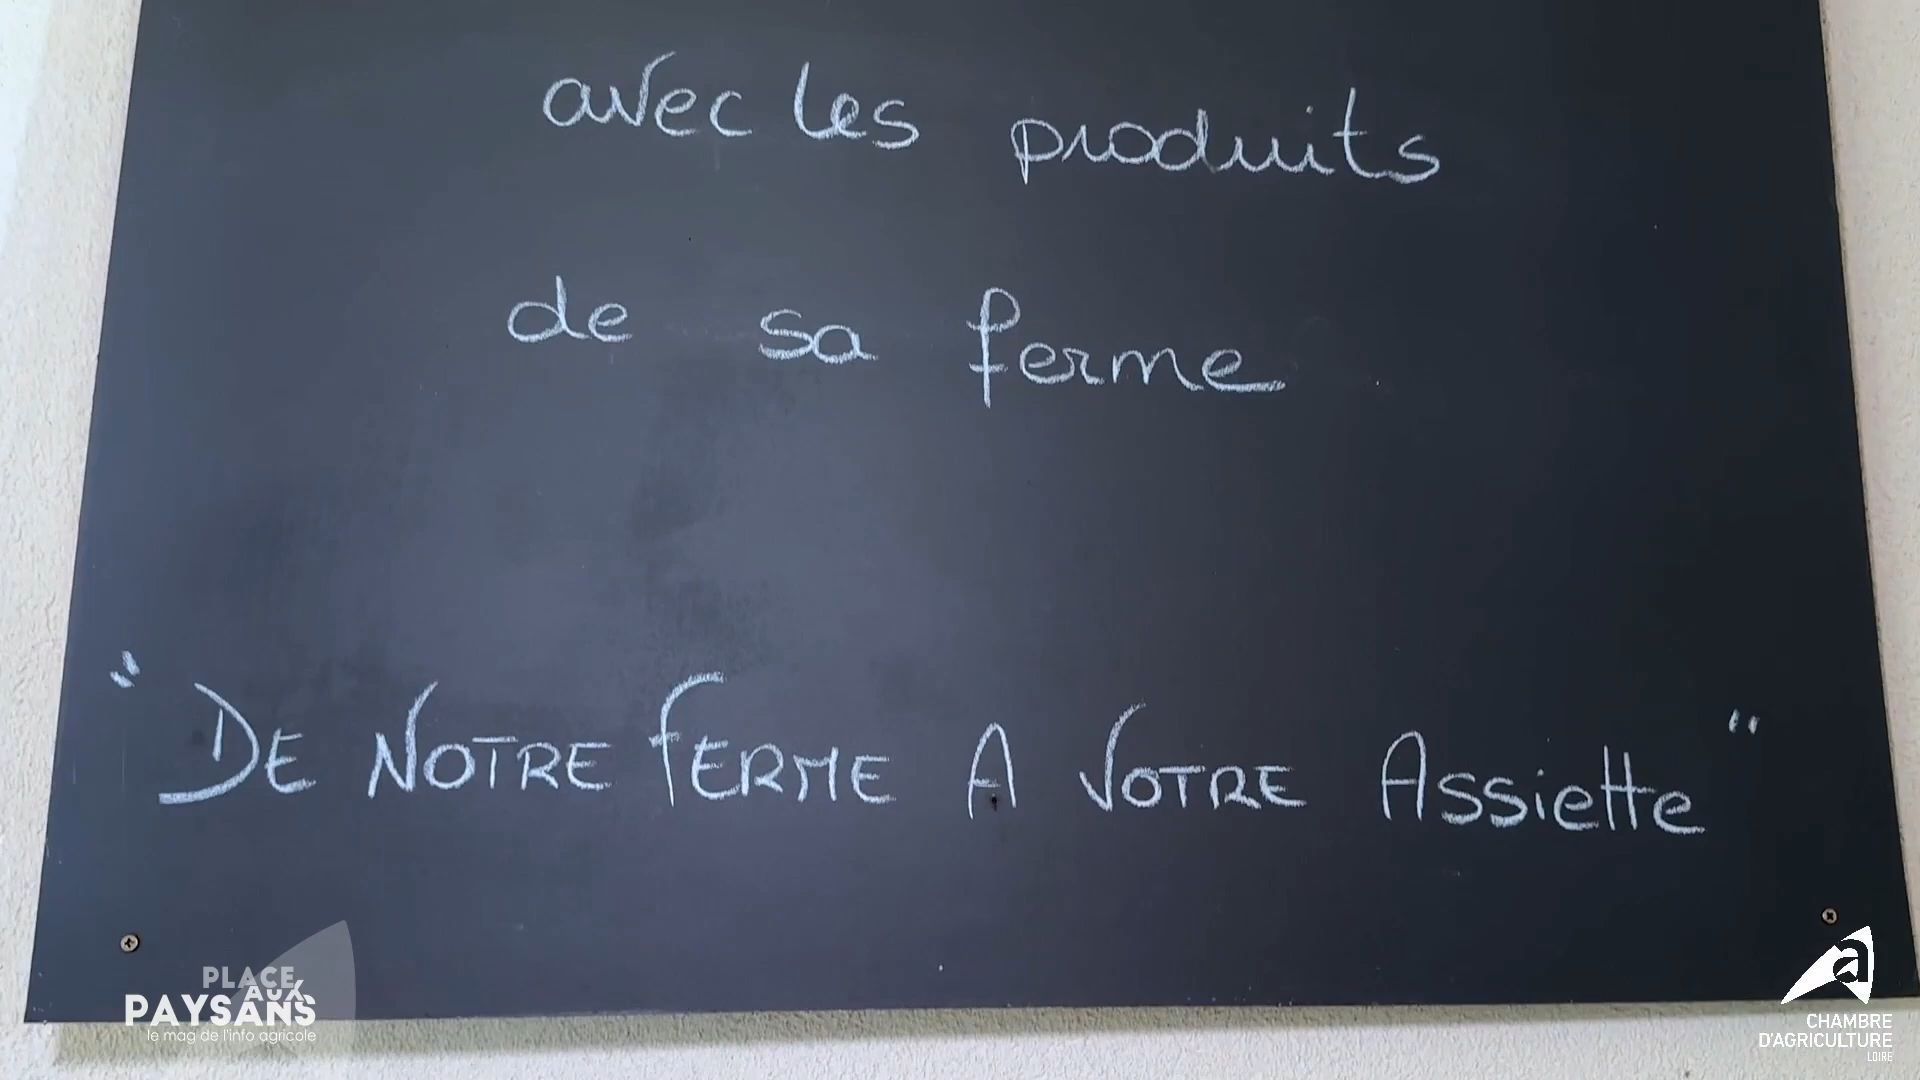 avec les produits
de sa ferme
"DE NOTRE FERME A VOTRE Assiette"
PLACE
AUX
PAYSANS
le mag de l'info agricole
a
CHAMBRE
D'AGRICULTURE
LOIRE